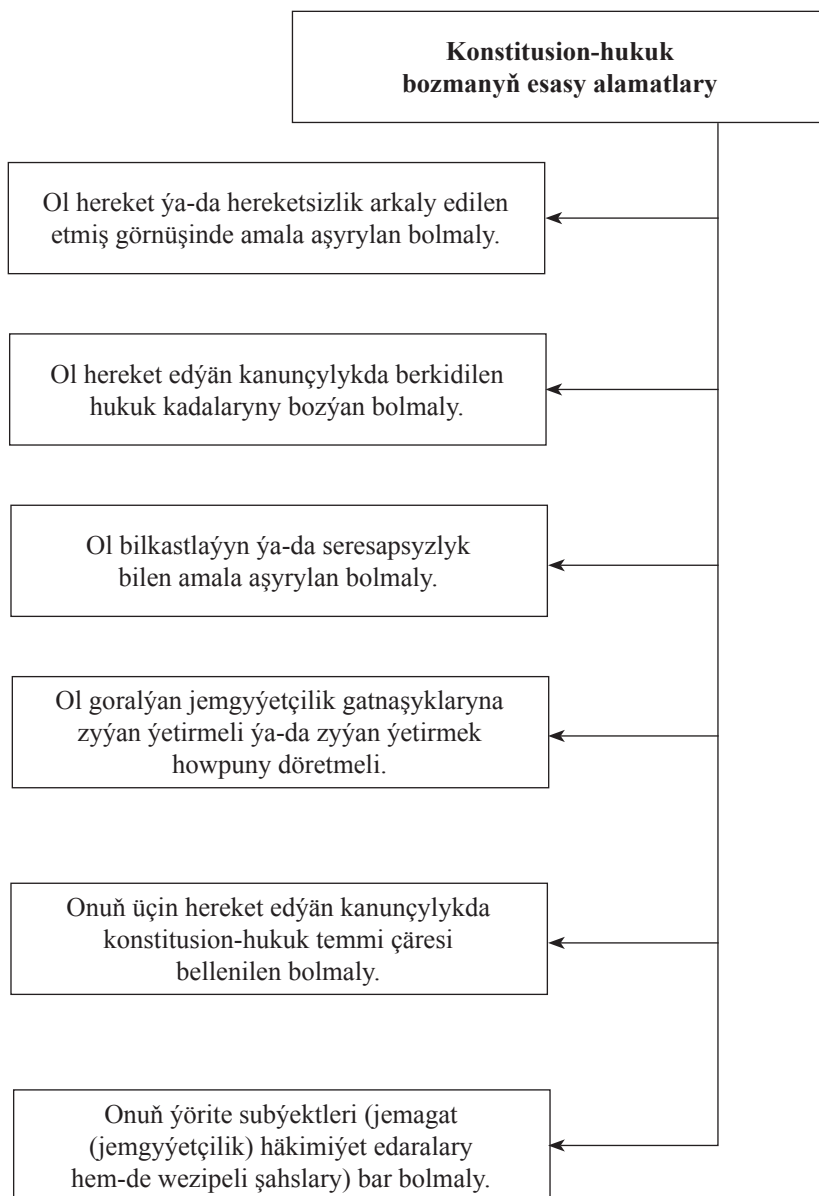 Konstitusion-hukuk
bozmanyň esasy alamatlary
Ol hereket ýa-da hereketsizlik arkaly edilen
etmiş görnüşinde amala aşyrylan bolmaly.
Ol hereket edýän kanunçylykda berkidilen
hukuk kadalaryny bozýan bolmaly.
Ol bilkastlaýyn ýa-da seresapsyzlyk
bilen amala aşyrylan bolmaly.
Ol goralýan jemgyýetçilik gatnaşyklaryna
zyýan ýetirmeli ýa-da zyýan ýetirmek
howpuny döretmeli.
Onuň üçin hereket edýän kanunçylykda
konstitusion-hukuk temmi çäresi
bellenilen bolmaly.
Onuň ýörite subýektleri (jemagat
(jemgyýetçilik) häkimiýet edaralary
hem-de wezipeli şahslary) bar bolmaly.